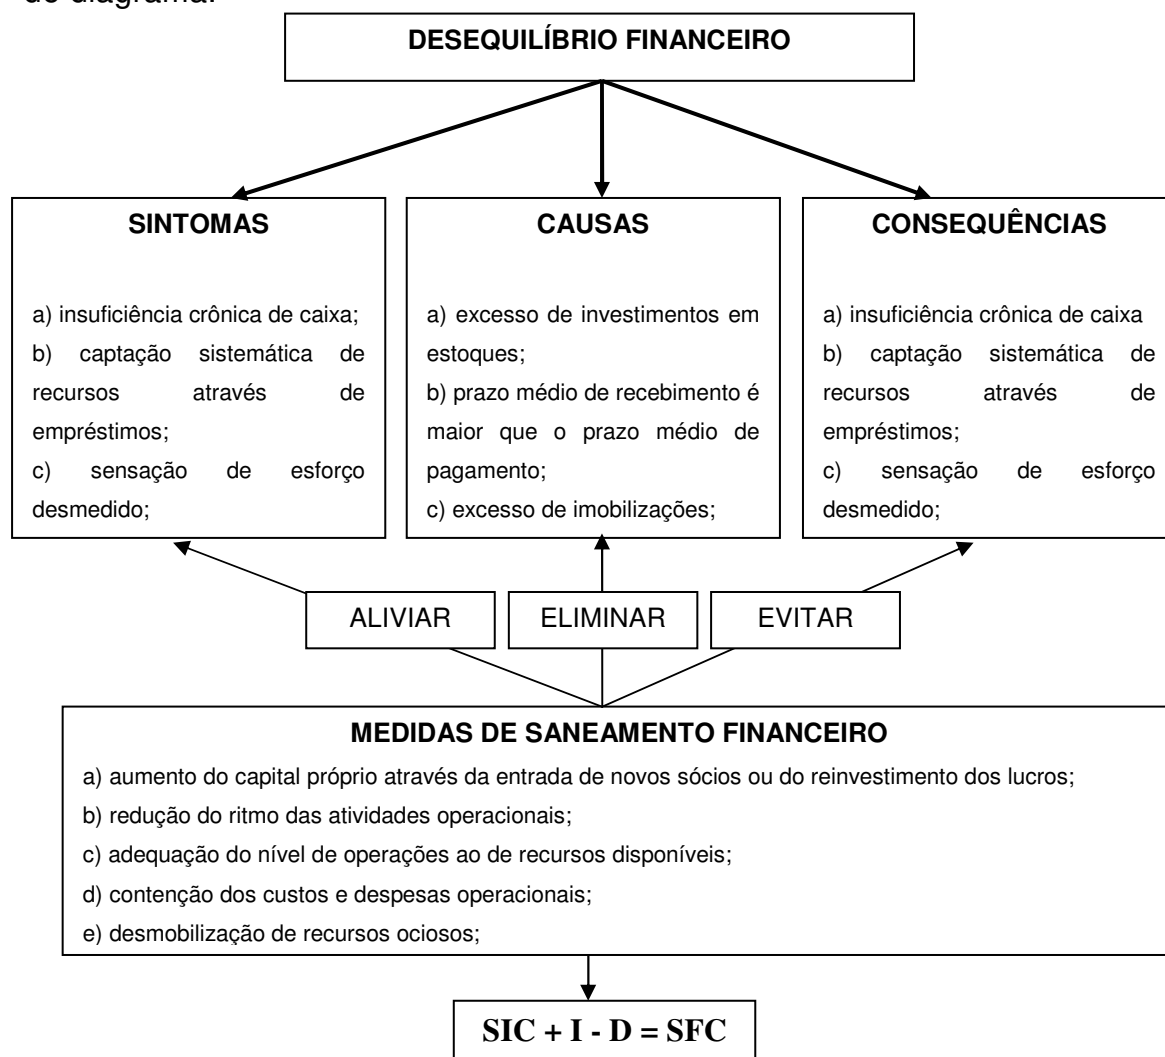 do diagrama.
DESEQUILÍBRIO FINANCEIRO
SINTOMAS
a) insuficiência crônica de caixa;
b) captação sistemática de
recursos através de
empréstimos;
c) sensação de esforço
desmedido;
CAUSAS
a) excesso de investimentos em
estoques;
b) prazo médio de recebimento é
maior que o prazo médio de
pagamento;
c) excesso de imobilizações;
CONSEQUÊNCIAS
a) insuficiência crônica de caixa
b) captação sistemática de
recursos através de
empréstimos;
c) sensação de esforço
desmedido;
ALIVIAR
ELIMINAR
EVITAR
MEDIDAS DE SANEAMENTO FINANCEIRO
a) aumento do capital próprio através da entrada de novos sócios ou do reinvestimento dos lucros;
b) redução do ritmo das atividades operacionais;
c) adequação do nível de operações ao de recursos disponíveis;
d) contenção dos custos e despesas operacionais;
e) desmobilização de recursos ociosos;
SIC + I - D = SFC